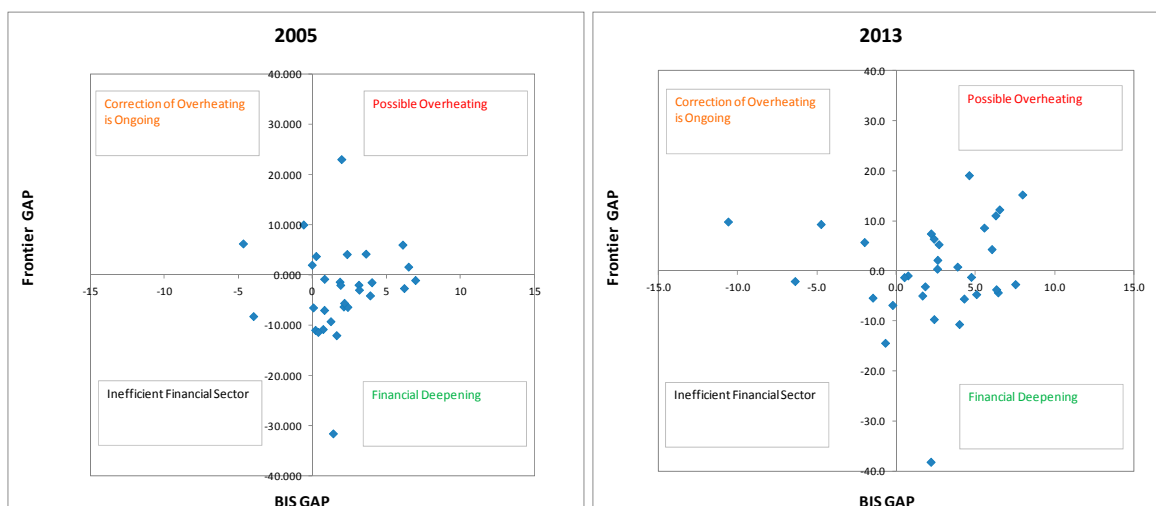 2005
40.000
30.000
20.000
10.000
0.000
-10.000
-20.000
-30.000
-40.000
-15
-10
-5
0
5
10
15
Correction of Overheating
is Ongoing
Possible Overheating
Inefficient Financial Sector
Financial Deepening
Frontier GAP
BIS GAP
2013
40.0
30.0
20.0
10.0
0.0
-10.0
-20.0
-30.0
-40.0
-15.0
-10.0
-5.0
0.0
5.0
10.0
15.0
Correction of Overheating
is Ongoing
Possible Overheating
Inefficient Financial Sector
Financial Deepening
Frontier GAP
BIS GAP